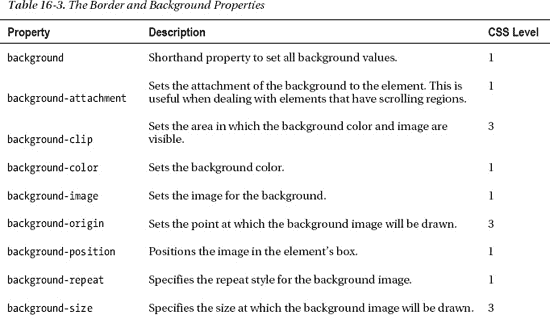 Table 16-3. The Border and Background Properties
Property Description CSS Level
background Shorthand property to set all background values. 1
background-attachment Sets the attachment of the background to the element. This is 1
useful when dealing with elements that have scrolling regions.
background-clip Sets the area in which the background color and image are 3
visible.
background-color Sets the background color. 1
background-image Sets the image for the background. 1
background-origin Sets the point at which the background image will be drawn. 3
background-position Positions the image in the element's box. 1
background-repeat Specifies the repeat style for the background image. 1
background-size Specifies the size at which the background image will be drawn. 3